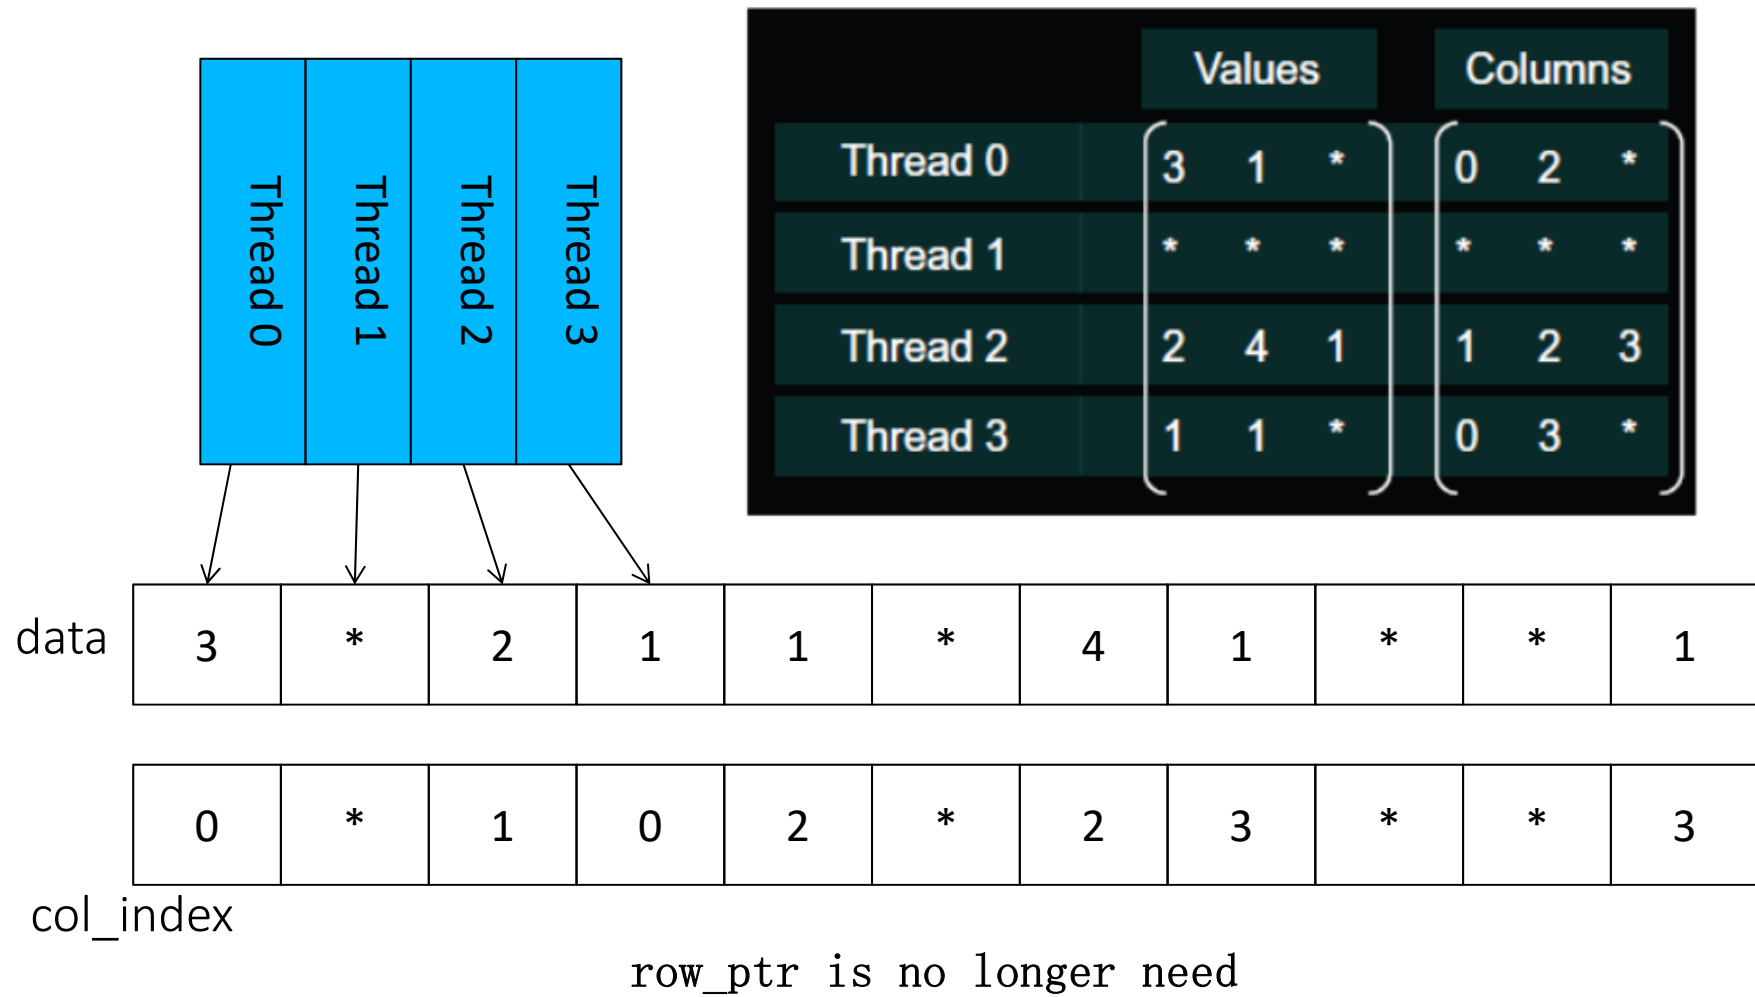 Thread 0
Thread 1
Thread 2
Thread 3
Values Columns
Thread 0 3 1 * 0 2 *
Thread 1 * * * * * *
Thread 2 2 4 1 1 2 3
Thread 3 1 1 * 0 3 *
data 3 * 2 1 1 * 4 1 * * 1
0 * 1 0 2 * 2 3 * * 3
col_index
row_ptr is no longer need